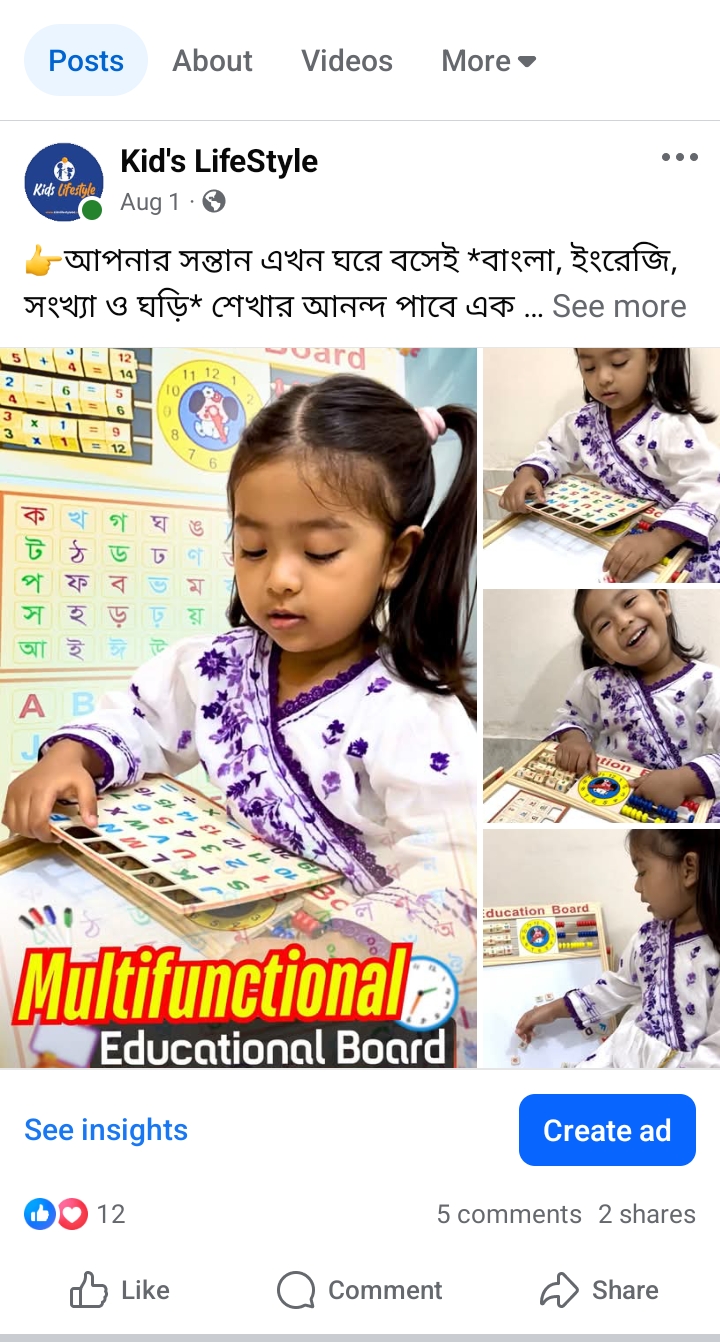 Posts About Videos More
Kids Lifestyle
Kid's LifeStyle
Aug 1 ·
👉আপনার সন্তান এখন ঘরে বসেই *বাংলা, ইংরেজি,
সংখ্যা ও ঘড়ি* শেখার আনন্দ পাবে এক ... See more
5 + 4 = 14
12
2 - 6 = 5
4 - 1 = 6
3 x 1 = 9
3 x 1 = 12
11 12 1
10 2
8
7 6
ক খ গ ঘ ঙ
ট ঠ ড ঢ ণ
প ফ ব ভ ম
স হ ড় ঢ় য়
আ ই ঈ উ
A B
J
Multifunctional
Educational Board
Education Board
See insights
Create ad
12
5 comments 2 shares
Like Comment Share